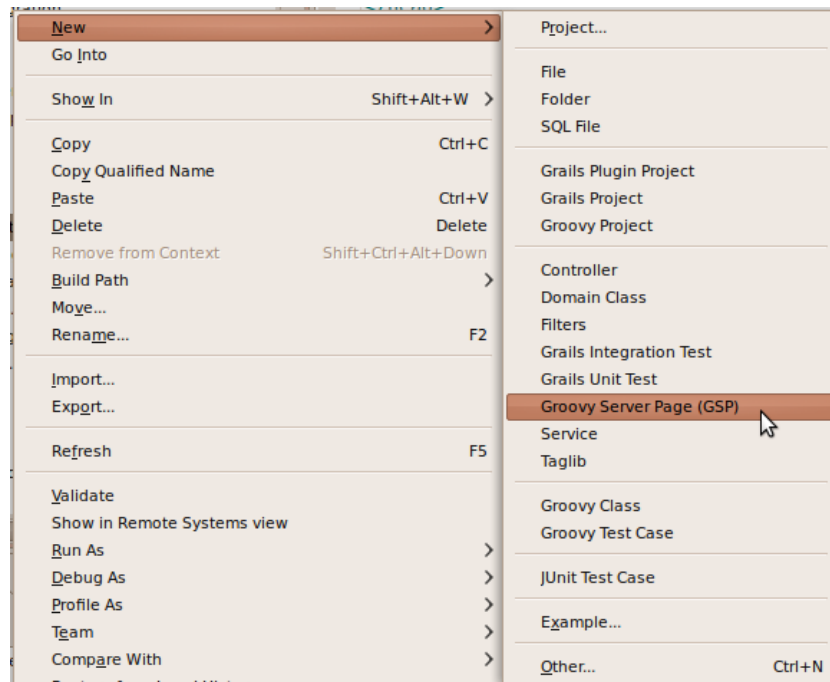 New
Go Into
Show In Shift+Alt+W
Copy Ctrl+C
Copy Qualified Name
Paste Ctrl+V
Delete Delete
Remove from Context Shift+Ctrl+Alt+Down
Build Path
Move...
Rename... F2
Import...
Export...
Refresh F5
Validate
Show in Remote Systems view
Run As
Debug As
Profile As
Team
Compare With
Project...
File
Folder
SQL File
Grails Plugin Project
Grails Project
Groovy Project
Controller
Domain Class
Filters
Grails Integration Test
Grails Unit Test
Groovy Server Page (GSP)
Service
Taglib
Groovy Class
Groovy Test Case
JUnit Test Case
Example...
Other... Ctrl+N